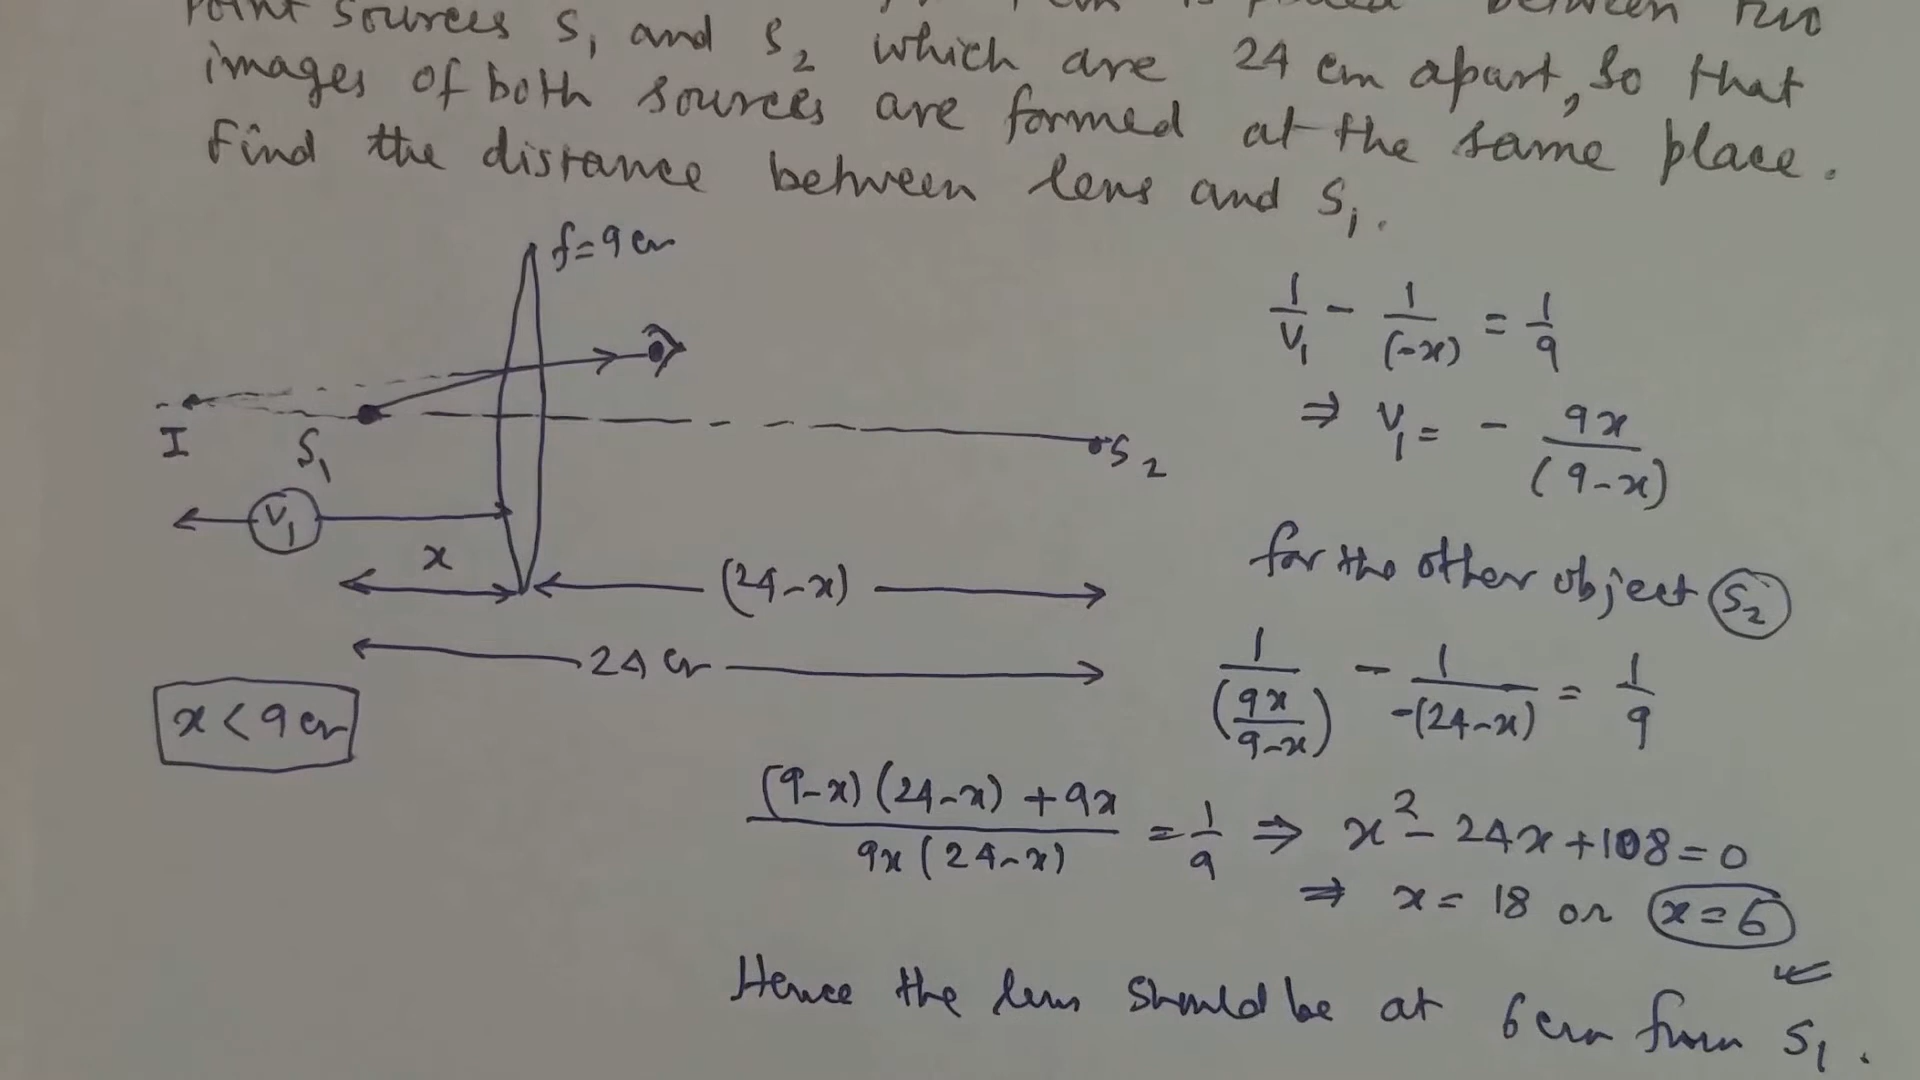 point sources S₁ and S₂ which are 24 cm apart, so that
images of both sources are formed at the same place.
Find the distance between lens and S₁.
f=9 cm
I
S₁
S₂
V₁
x
(24-x)
24 cm
x < 9 cm
1/V₁ - 1/(-x) = 1/9
⇒ V₁ = - 9x/(9-x)
for the other object S₂
1/(9x/9-x) - 1/-(24-x) = 1/9
(9-x)(24-x) + 9x / 9x(24-x) = 1/9 ⇒ x² - 24x + 108 = 0
⇒ x = 18 or x = 6
Hence the lens should be at 6 cm from S₁.